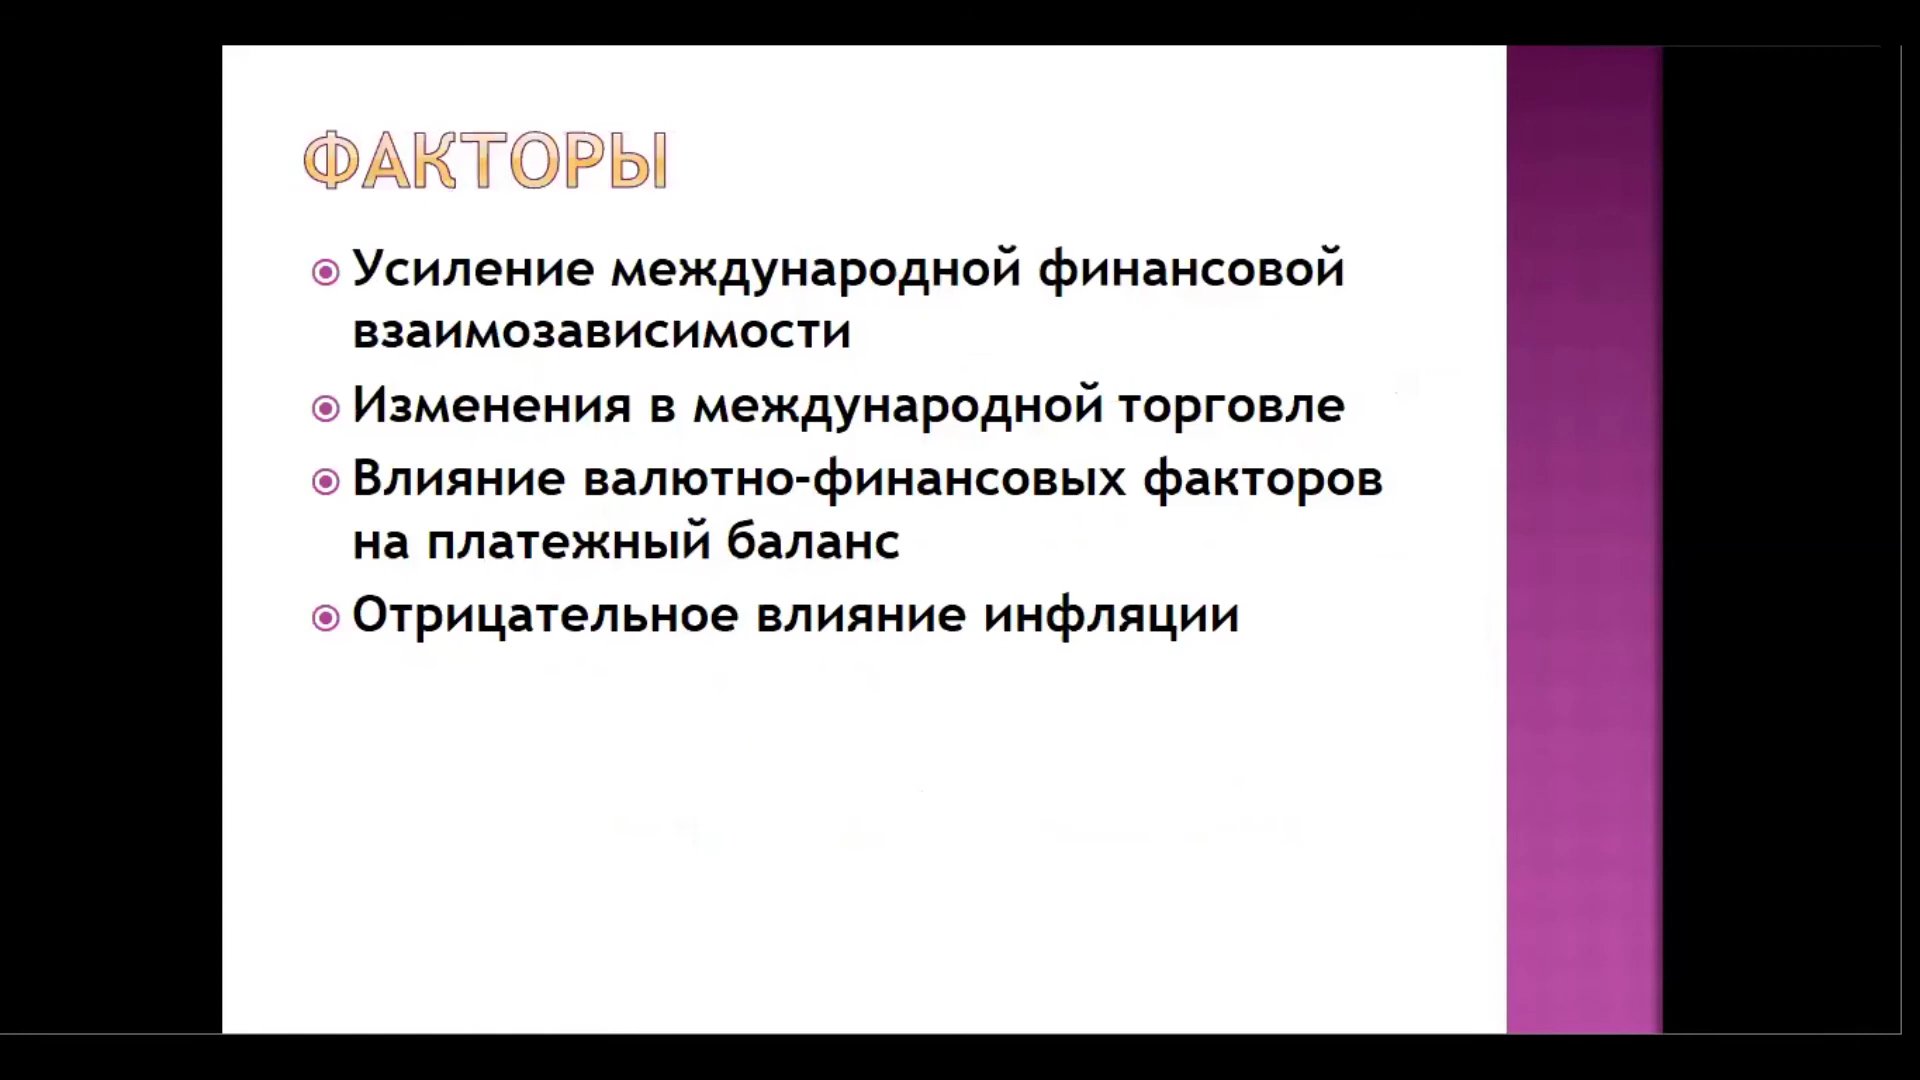 ФАКТОРЫ
Усиление международной финансовой
взаимозависимости
Изменения в международной торговле
Влияние валютно-финансовых факторов
на платежный баланс
Отрицательное влияние инфляции